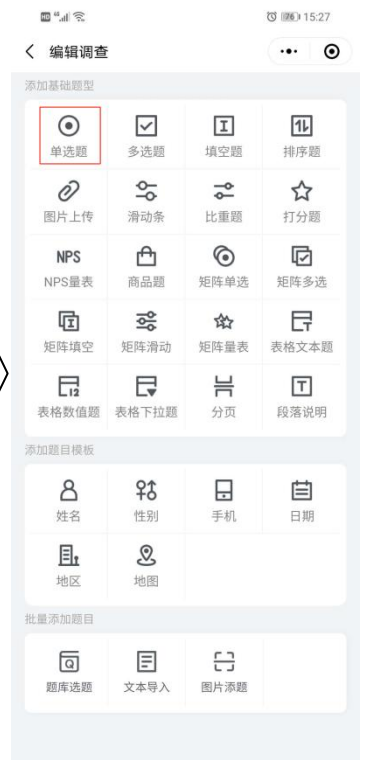 15:27
编辑调查
添加基础题型
单选题 多选题 填空题 排序题
图片上传 滑动条 比重题 打分题
NPS
NPS量表 商品题 矩阵单选 矩阵多选
矩阵填空 矩阵滑动 矩阵量表 表格文本题
表格数值题 表格下拉题 分页 段落说明
添加题目模板
姓名 性别 手机 日期
地区 地图
批量添加题目
题库选题 文本导入 图片添题